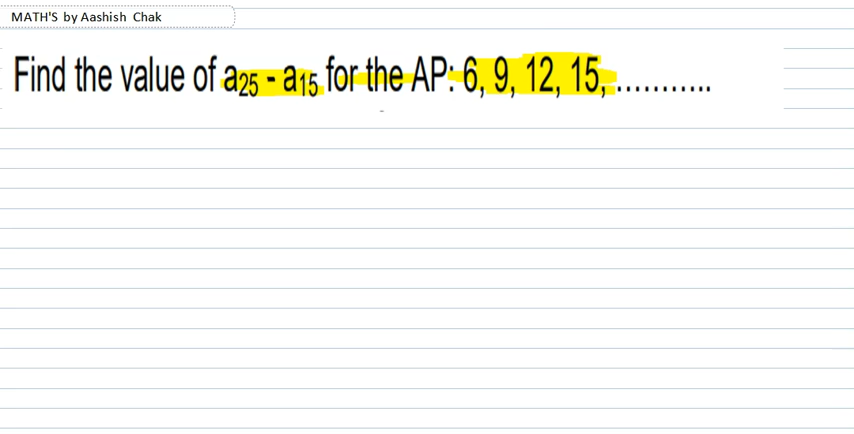 MATH'S by Aashish Chak
Find the value of a25 - a15 for the AP: 6, 9, 12, 15, ...........